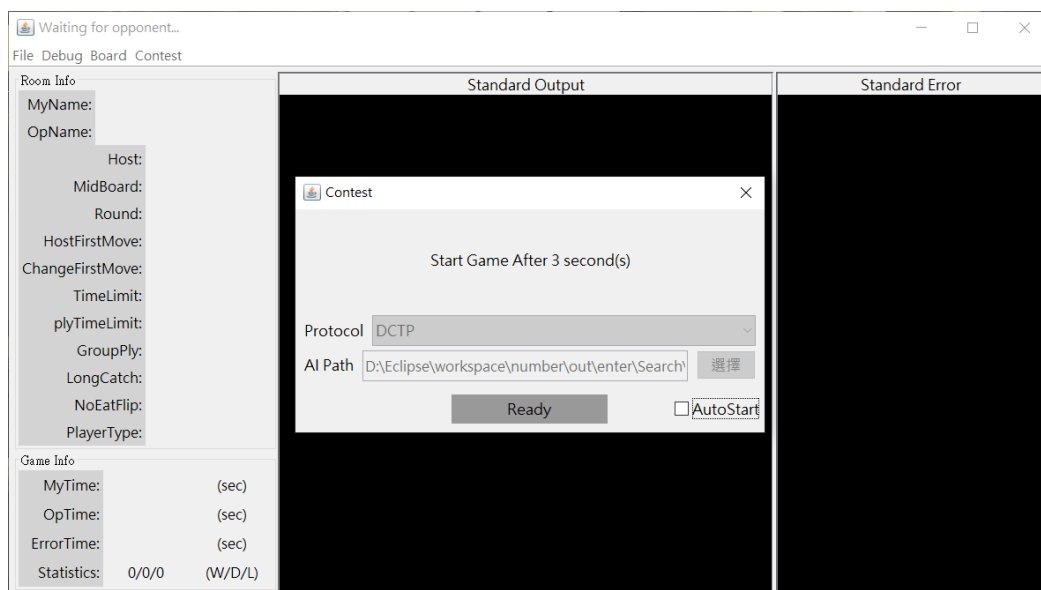 Waiting for opponent...
File Debug Board Contest
Room Info
MyName:
OpName:
Host:
MidBoard:
Round:
HostFirstMove:
ChangeFirstMove:
TimeLimit:
plyTimeLimit:
GroupPly:
LongCatch:
NoEatFlip:
PlayerType:
Game Info
MyTime: (sec)
OpTime: (sec)
ErrorTime: (sec)
Statistics: 0/0/0 (W/D/L)
Standard Output
Standard Error
Contest
Start Game After 3 second(s)
Protocol DCTP
AI Path D:\Eclipse\workspace\number\out\enter\Search\ 選擇
Ready AutoStart